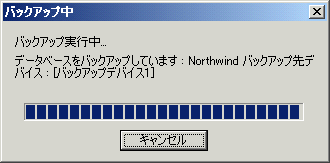 バックアップ中
バックアップ実行中...
データベースをバックアップしています : Northwind バックアップ先デ
バイス : [バックアップデバイス1]
キャンセル